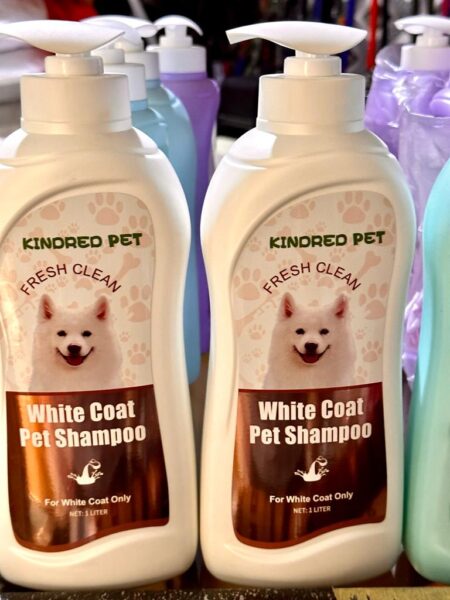 KINDRED PET
FRESH CLEAN
White Coat
Pet Shampoo
For White Coat Only
NET: 1 LITER
KINDRED PET
FRESH CLEAN
White Coat
Pet Shampoo
For White Coat Only
NET: 1 LITER